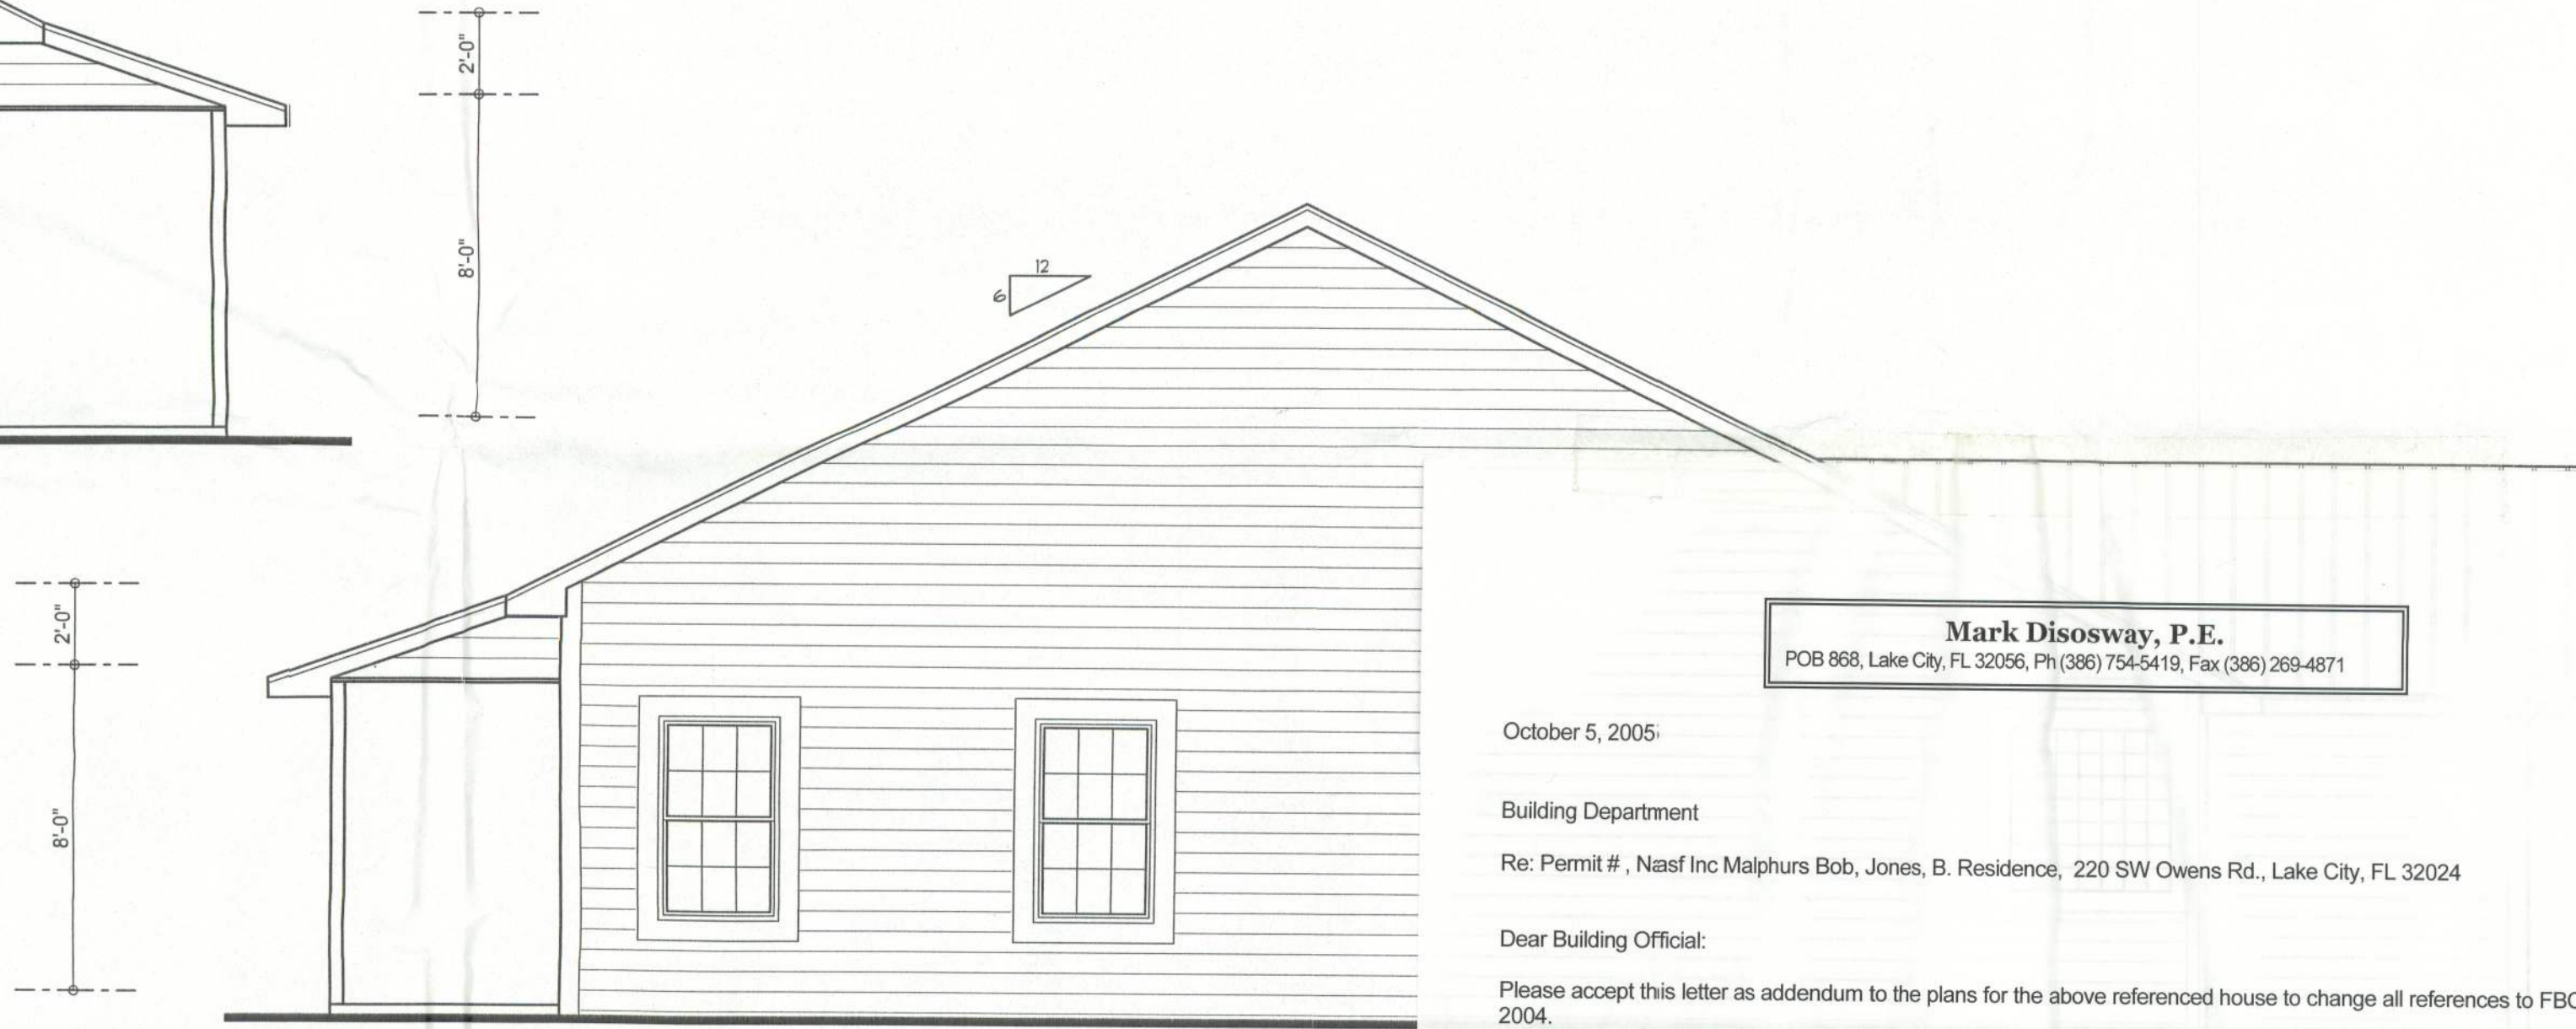 2'-0"
8'-0"
12
6
2'-0"
8'-0"
Mark Disosway, P.E.
POB 868, Lake City, FL 32056, Ph (386) 754-5419, Fax (386) 269-4871
October 5, 2005
Building Department
Re: Permit # , Nasf Inc Malphurs Bob, Jones, B. Residence, 220 SW Owens Rd., Lake City, FL 32024
Dear Building Official:
Please accept this letter as addendum to the plans for the above referenced house to change all references to FBC
2004.